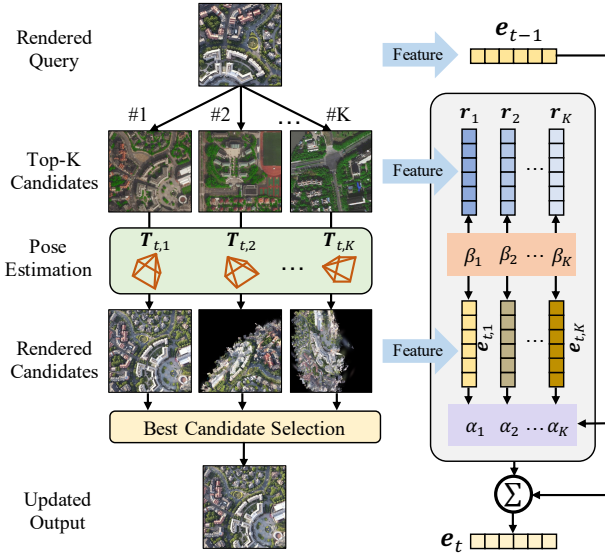 Rendered
Query
#1
#2
...
#K
Top-K
Candidates
Pose
Estimation
T_{t,1}
T_{t,2}
...
T_{t,K}
Rendered
Candidates
Best Candidate Selection
Updated
Output
Feature
e_{t−1}
Feature
r_1 r_2 r_K
...
β_1 β_2 ... β_K
Feature
e_{t,1}
...
e_{t,K}
α_1 α_2 ... α_K
Σ
e_t